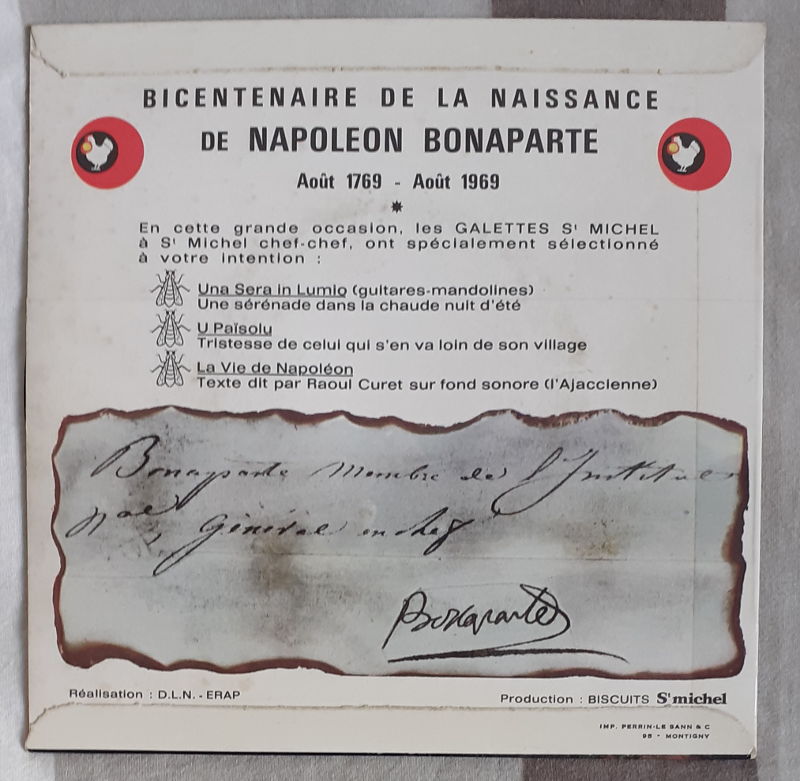 BICENTENAIRE DE LA NAISSANCE
DE NAPOLEON BONAPARTE
Août 1769 - Août 1969
En cette grande occasion, les GALETTES Sᵗ MICHEL
à Sᵗ Michel chef-chef, ont spécialement sélectionné
à votre intention :
Una Sera in Lumio (guitares-mandolines)
Une sérénade dans la chaude nuit d'été
U Païsolu
Tristesse de celui qui s'en va loin de son village
La Vie de Napoléon
Texte dit par Raoul Curet sur fond sonore (l'Ajaccienne)
Bonaparte Membre de l'Institut
Nal, Général en chef
Bonaparte
Réalisation : D.L.N. - ERAP
Production : BISCUITS Sᵗ michel
IMP. PERRIN-LE SANN & C
95 - MONTIGNY